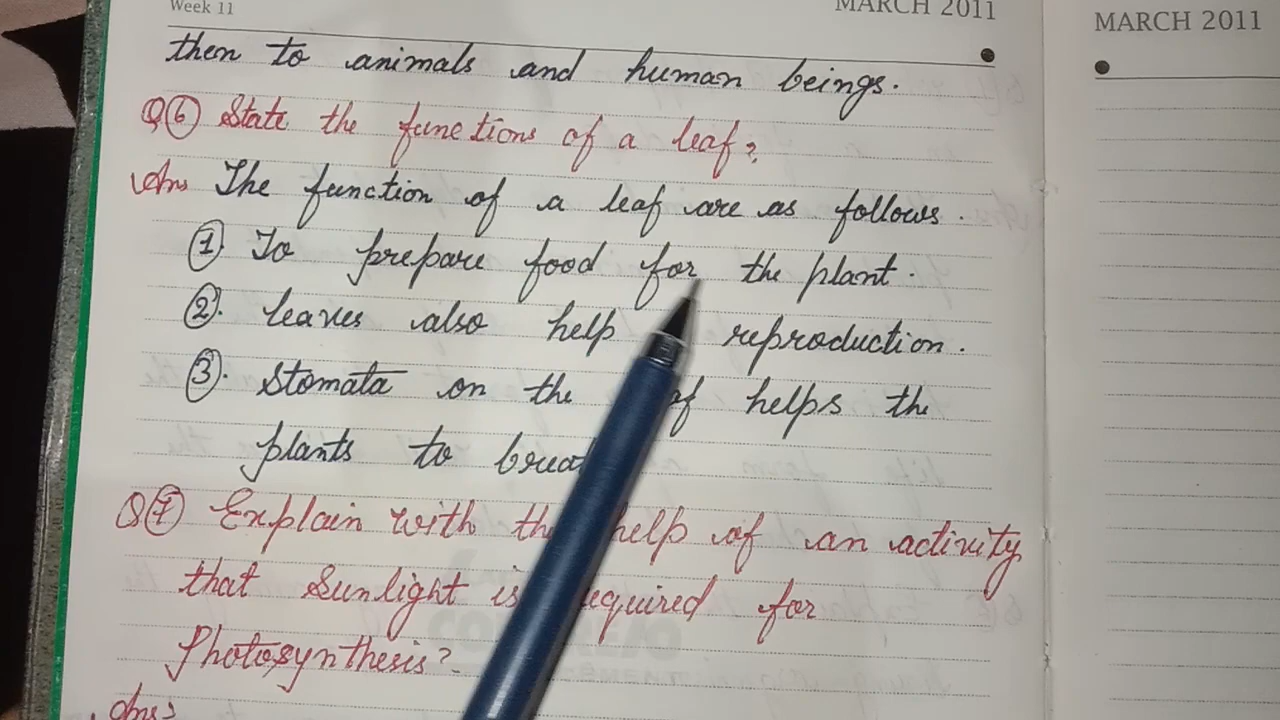 Week 11
MARCH 2011
MARCH 2011
then to animals and human beings.
Q6 State the functions of a leaf?
Ans The function of a leaf are as follows.
1. To prepare food for the plant.
2. leaves also help reproduction.
3. Stomata on the helps the
plants to
Q7 Explain with the help of an activity
that Sunlight is required for
Photosynthesis?
Ans